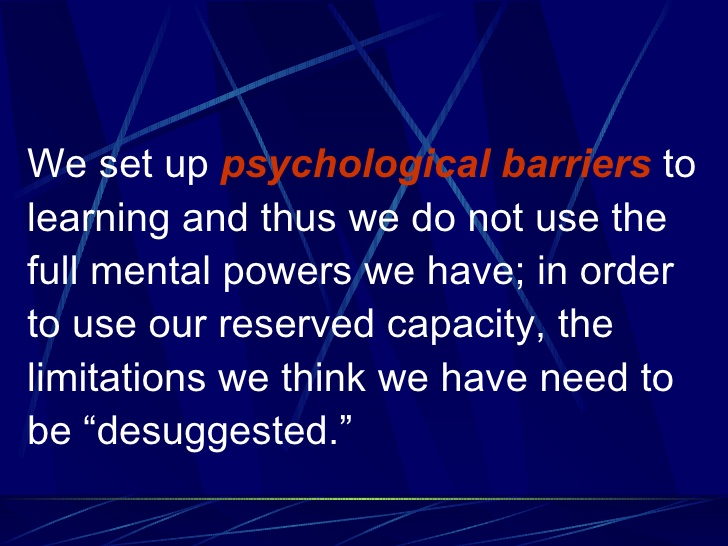 We set up psychological barriers to
learning and thus we do not use the
full mental powers we have; in order
to use our reserved capacity, the
limitations we think we have need to
be “desuggested.”